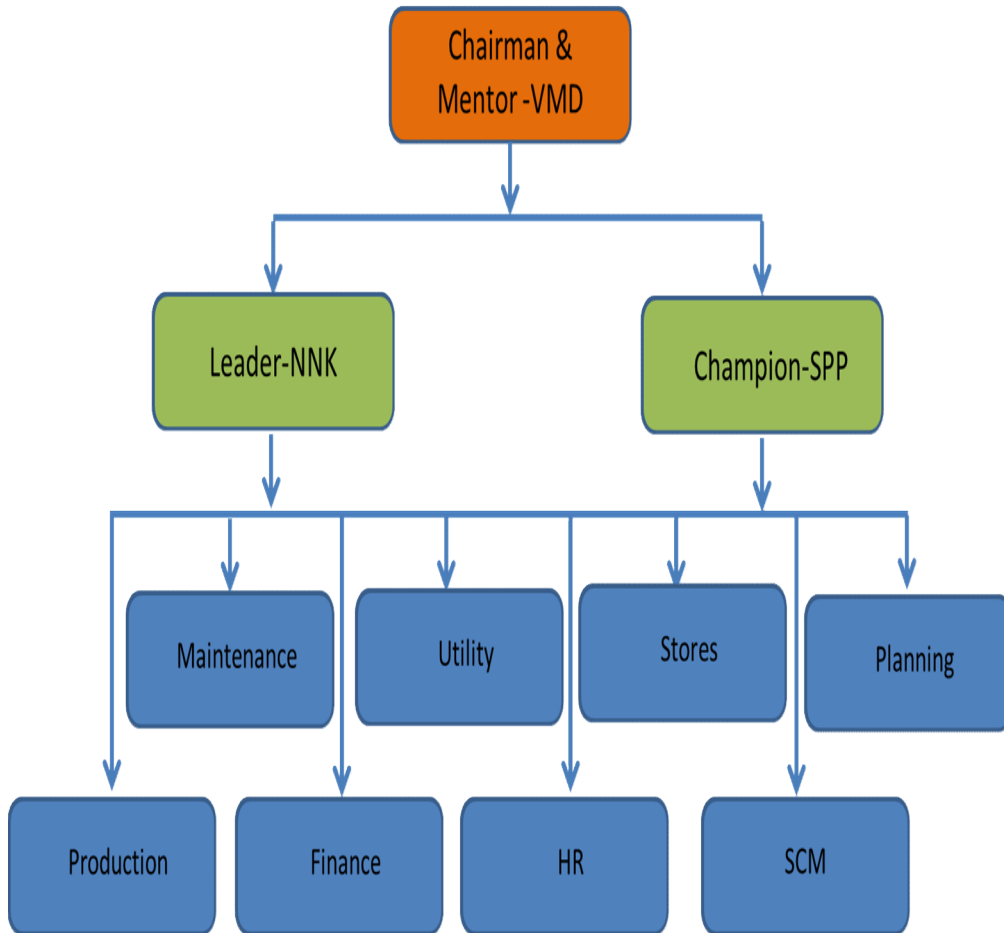 Chairman &
Mentor -VMD
Leader-NNK
Champion-SPP
Maintenance
Utility
Stores
Planning
Production
Finance
HR
SCM